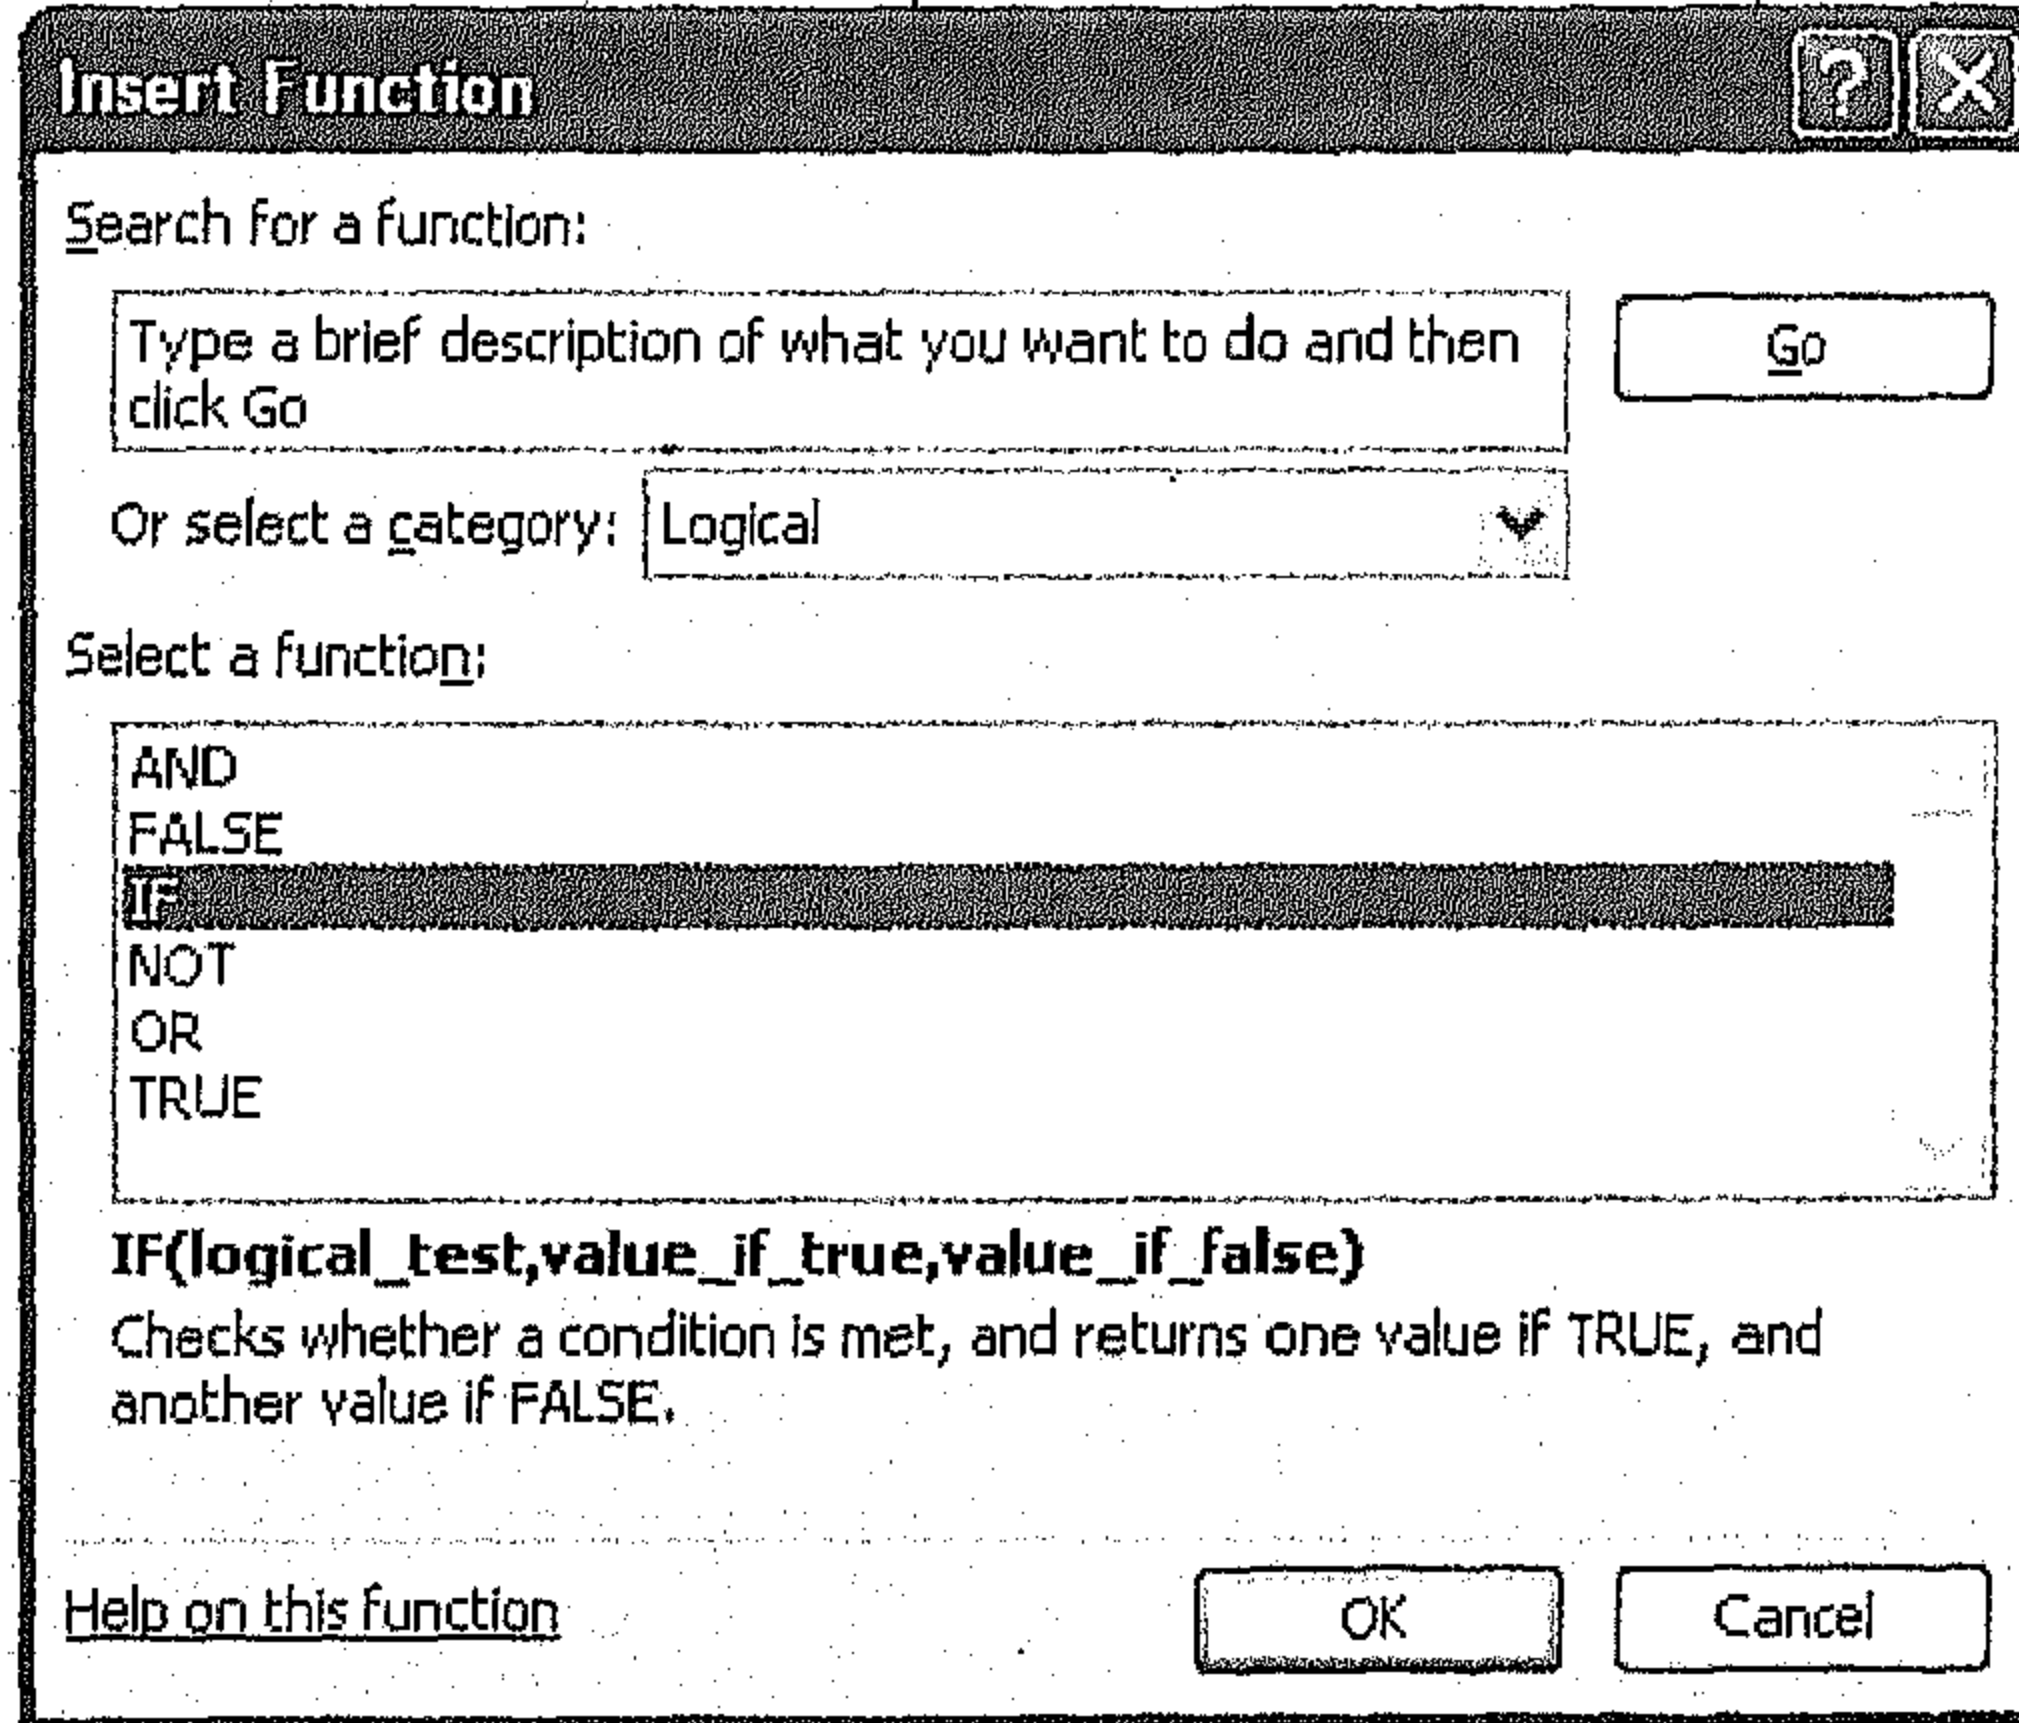 Insert Function
Search for a function:
Type a brief description of what you want to do and then
click Go
Go
Or select a category: Logical
Select a function:
AND
FALSE
IF
NOT
OR
TRUE
IF(logical_test,value_if_true,value_if_false)
Checks whether a condition is met, and returns one value if TRUE, and
another value if FALSE.
Help on this function
OK
Cancel